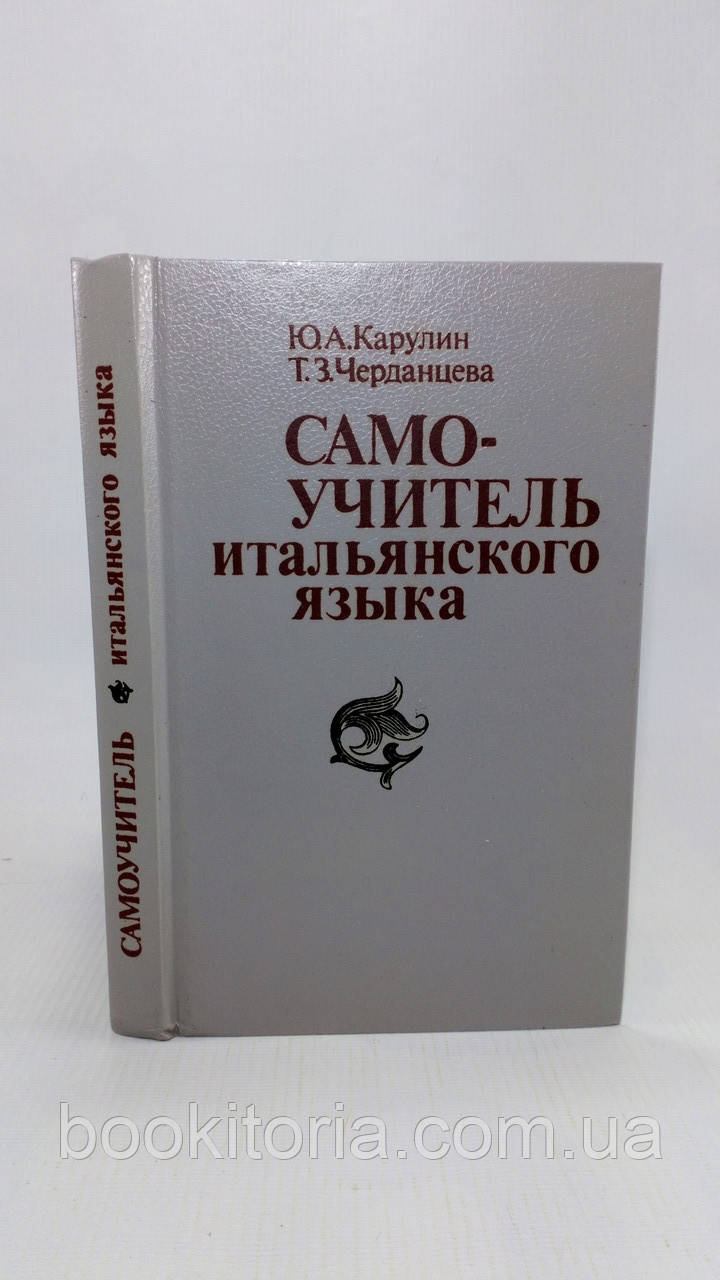 Ю.А.Карулин
Т.З.Черданцева
САМО-
УЧИТЕЛЬ
итальянского
языка
САМОУЧИТЕЛЬ итальянского языка
bookitoria.com.ua